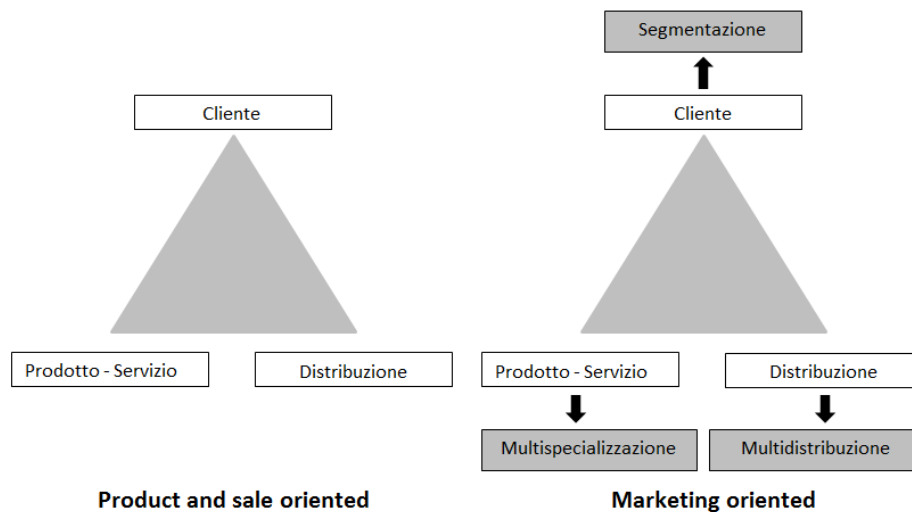 Segmentazione
Cliente
Cliente
Prodotto - Servizio
Distribuzione
Prodotto - Servizio
Distribuzione
Multispecializzazione
Multidistribuzione
Product and sale oriented
Marketing oriented